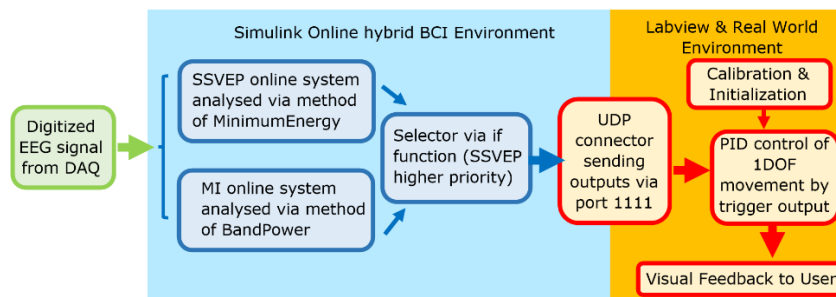 Simulink Online hybrid BCI Environment
Labview & Real World
Environment
Digitized
EEG signal
from DAQ
SSVEP online system
analysed via method
of MinimumEnergy
MI online system
analysed via method
of BandPower
Selector via if
function (SSVEP
higher priority)
UDP
connector
sending
outputs via
port 1111
Calibration &
Initialization
PID control of
1DOF
movement by
trigger output
Visual Feedback to User